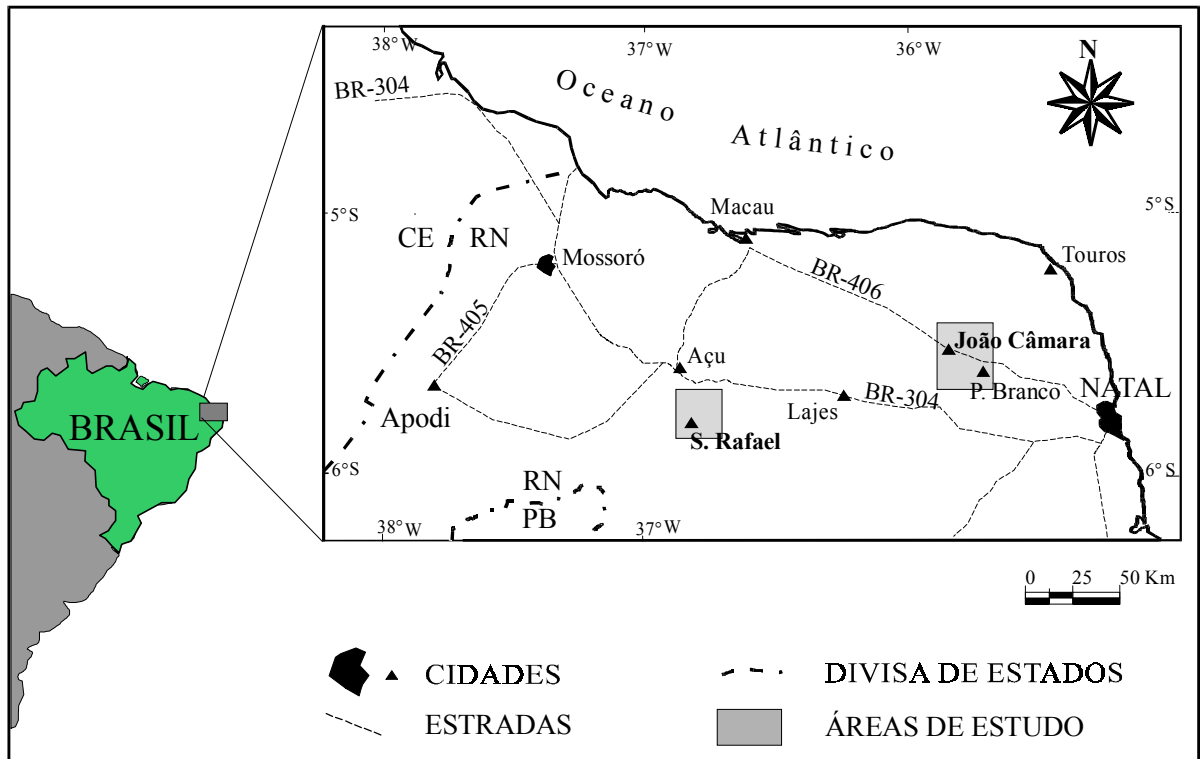 38°W
37°W
36°W
N
BR-304
Oceano
Atlântico
5°S
5°S
Macau
CE
RN
Mossoró
Touros
BR-406
BR-405
João Câmara
Açu
P. Branco
NATAL
Apodi
Lajes
BR-304
BRASIL
S. Rafael
6°S
6°S
RN
PB
38°W
37°W
0 25 50 Km
CIDADES
DIVISA DE ESTADOS
ESTRADAS
ÁREAS DE ESTUDO